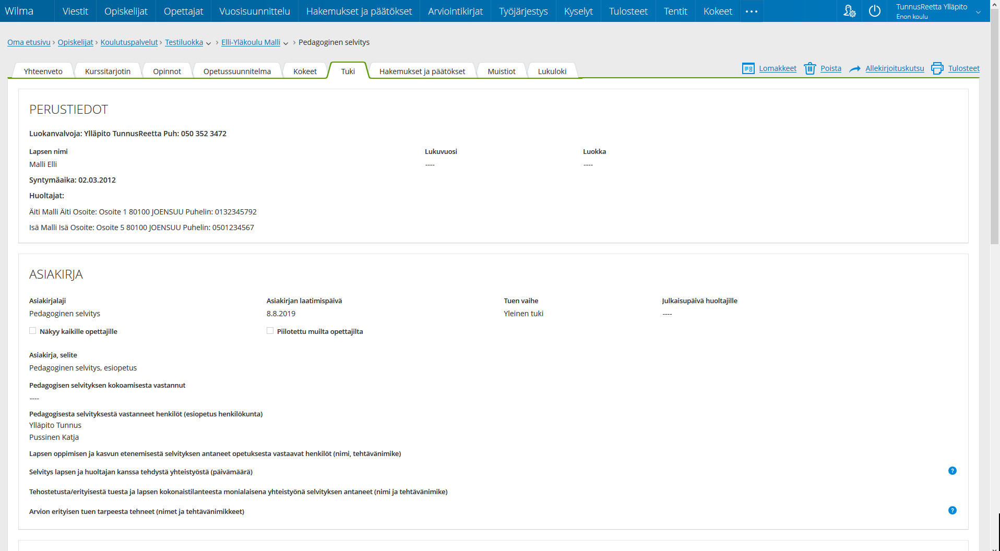 Wilma Viestit Opiskelijat Opettajat Vuosisuunnittelu Hakemukset ja päätökset Arviointikirjat Työjärjestys Kyselyt Tulosteet Tentit Kokeet ••• TunnusReetta Ylläpito
Enon koulu
Oma etusivu › Opiskelijat › Koulutuspalvelut › Testiluokka › Elli-Yläkoulu Malli › Pedagoginen selvitys
Yhteenveto Kurssitarjotin Opinnot Opetussuunnitelma Kokeet Tuki Hakemukset ja päätökset Muistiot Lukuloki Lomakkeet Poista Allekirjoituskutsu Tulosteet
PERUSTIEDOT
Luokanvalvoja: Ylläpito TunnusReetta Puh: 050 352 3472
Lapsen nimi Lukuvuosi Luokka
Malli Elli ---- ----
Syntymäaika: 02.03.2012
Huoltajat:
Äiti Malli Äiti Osoite: Osoite 1 80100 JOENSUU Puhelin: 0132345792
Isä Malli Isä Osoite: Osoite 5 80100 JOENSUU Puhelin: 0501234567
ASIAKIRJA
Asiakirjalaji Asiakirjan laatimispäivä Tuen vaihe Julkaisupäivä huoltajille
Pedagoginen selvitys 8.8.2019 Yleinen tuki ----
Näkyy kaikille opettajille Piilotettu muilta opettajilta
Asiakirja, selite
Pedagoginen selvitys, esiopetus
Pedagogisen selvityksen kokoamisesta vastannut
----
Pedagogisesta selvityksestä vastanneet henkilöt (esiopetus henkilökunta)
Ylläpito Tunnus
Pussinen Katja
Lapsen oppimisen ja kasvun etenemisestä selvityksen antaneet opetuksesta vastaavat henkilöt (nimi, tehtävänimike)
Selvitys lapsen ja huoltajan kanssa tehdystä yhteistyöstä (päivämäärä) ?
Tehostetusta/erityisestä tuesta ja lapsen kokonaistilanteesta monialaisena yhteistyönä selvityksen antaneet (nimi ja tehtävänimike)
Arvion erityisen tuen tarpeesta tehneet (nimet ja tehtävänimikkeet) ?